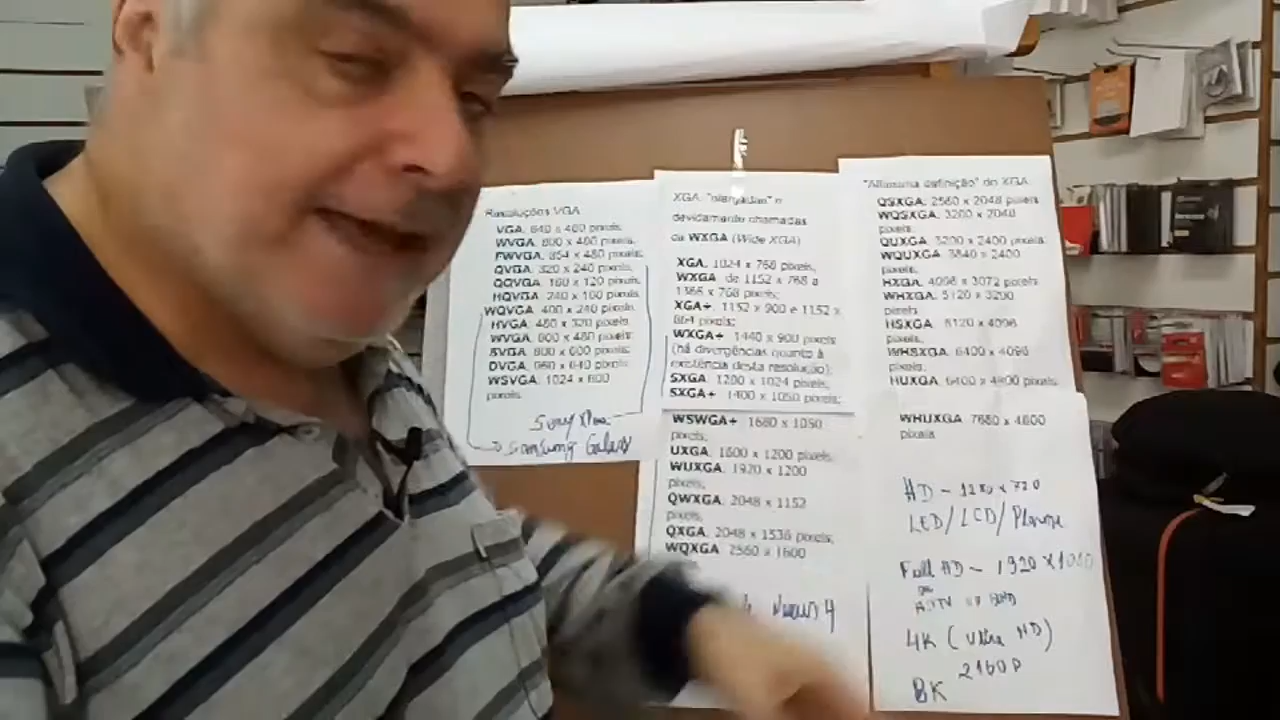 Resoluções VGA
VGA. 640 x 480 pixels.
WVGA. 800 x 480 pixels.
FWVGA. 854 x 480 pixels.
QVGA. 320 x 240 pixels.
QQVGA. 160 x 120 pixels.
HQVGA. 240 x 160 pixels.
WQVGA. 400 x 240 pixels.
HVGA. 480 x 320 pixels.
WVGA. 800 x 480 pixels.
SVGA. 800 x 600 pixels.
DVGA. 960 x 640 pixels.
WSVGA. 1024 x 600
pixels.
Sony
Samsung Galaxy
XGA. "alargadas" e
devidamente chamadas
de WXGA (Wide XGA)
XGA. 1024 x 768 pixels,
WXGA de 1152 x 768 a
1366 x 768 pixels;
XGA+. 1152 x 900 e 1152 x
864 pixels;
WXGA+ 1440 x 900 pixels
(há divergências quanto à
existência desta resolução);
SXGA. 1280 x 1024 pixels,
SXGA+ 1400 x 1050 pixels,
WSWGA+ 1680 x 1050
pixels;
UXGA. 1600 x 1200 pixels.
WUXGA. 1920 x 1200
pixels,
QWXGA. 2048 x 1152
pixels;
QXGA. 2048 x 1536 pixels,
WQXGA 2560 x 1600
Nexus 4
"Altíssima definição" do XGA
QSXGA. 2560 x 2048 pixels
WQSXGA. 3200 x 2048
pixels.
QUXGA. 3200 x 2400 pixels.
WQUXGA. 3840 x 2400
pixels.
HXGA. 4096 x 3072 pixels
WHXGA. 5120 x 3200
pixels
HSXGA 5120 x 4096
pixels.
WHSXGA. 6400 x 4096
pixels.
HUXGA. 6400 x 4800 pixels.
WHUXGA 7680 x 4800
pixels
HD - 1280 x 720
LED/LCD/Plasma
Full HD - 1920 x 1080
4K (Ultra HD)
2160P
8K